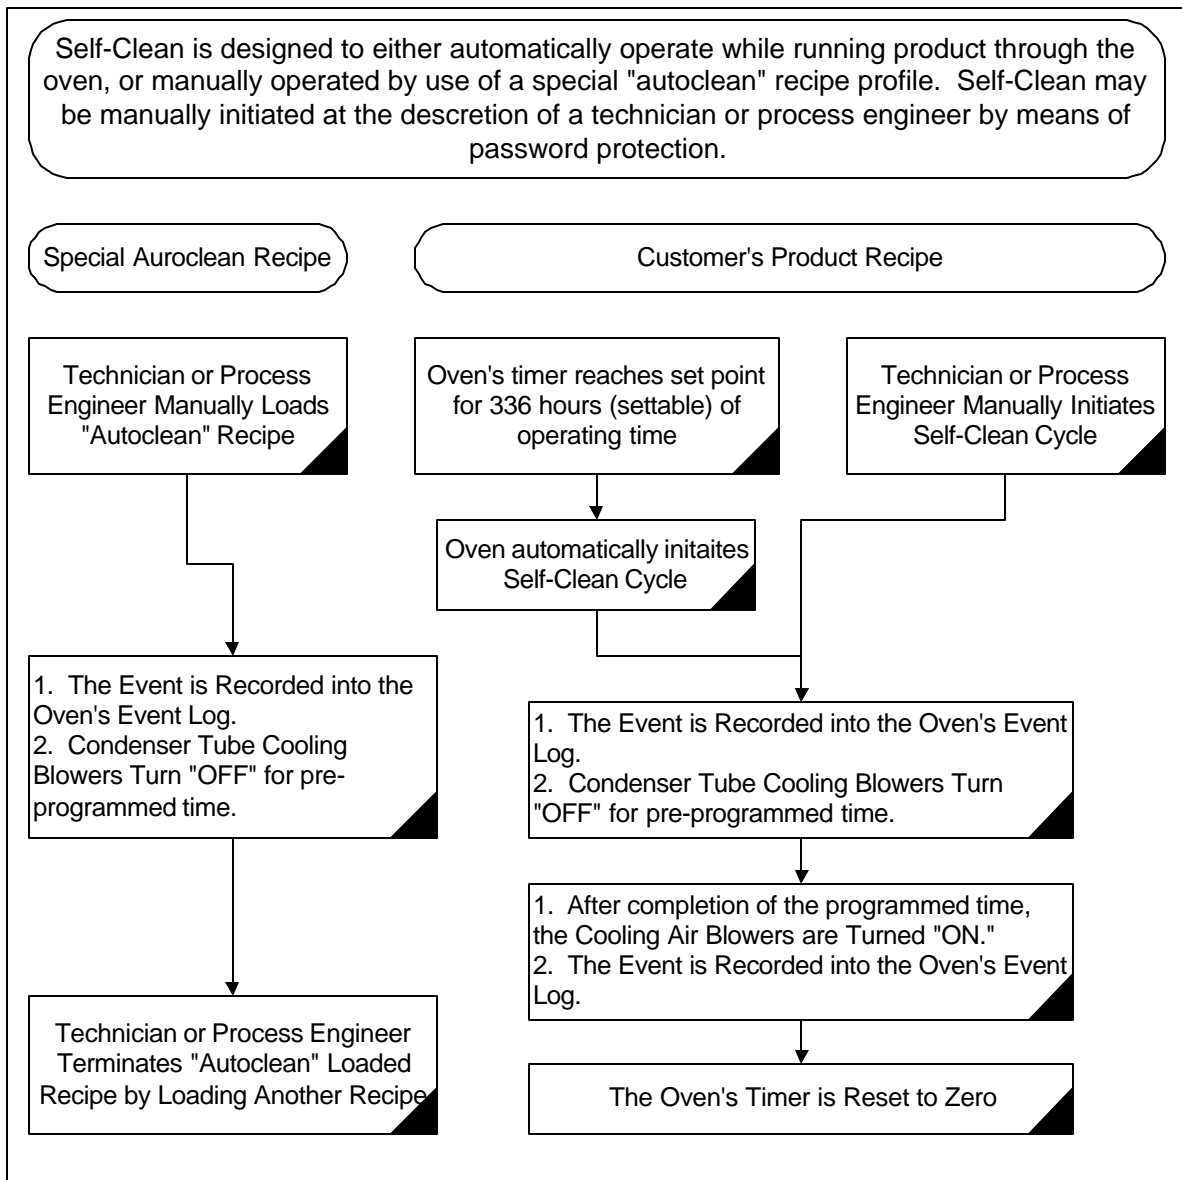 Self-Clean is designed to either automatically operate while running product through the
oven, or manually operated by use of a special "autoclean" recipe profile.  Self-Clean may
be manually initiated at the descretion of a technician or process engineer by means of
password protection.
Special Auroclean Recipe
Customer's Product Recipe
Technician or Process
Engineer Manually Loads
"Autoclean" Recipe
Oven's timer reaches set point
for 336 hours (settable) of
operating time
Technician or Process
Engineer Manually Initiates
Self-Clean Cycle
Oven automatically initaites
Self-Clean Cycle
1.  The Event is Recorded into the
Oven's Event Log.
2.  Condenser Tube Cooling
Blowers Turn "OFF" for pre-
programmed time.
1.  The Event is Recorded into the Oven's Event
Log.
2.  Condenser Tube Cooling Blowers Turn
"OFF" for pre-programmed time.
1.  After completion of the programmed time,
the Cooling Air Blowers are Turned "ON."
2.  The Event is Recorded into the Oven's Event
Log.
Technician or Process Engineer
Terminates "Autoclean" Loaded
Recipe by Loading Another Recipe
The Oven's Timer is Reset to Zero